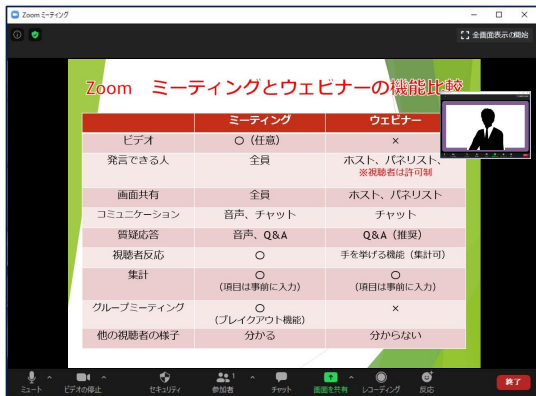 Zoom ミーティング
全画面表示の開始
Zoom ミーティングとウェビナーの機能比較
ミーティング ウェビナー
ビデオ 〇（任意） ×
発言できる人 全員 ホスト、パネリスト、
※視聴者は許可制
画面共有 全員 ホスト、パネリスト
コミュニケーション 音声、チャット チャット
質疑応答 音声、Q&A Q&A（推奨）
視聴者反応 〇 手を挙げる機能（集計可）
集計 〇 〇
（項目は事前に入力） （項目は事前に入力）
グループミーティング 〇 ×
（ブレイクアウト機能）
他の視聴者の様子 分かる 分からない
ミュート ビデオの停止 セキュリティ 参加者 1 チャット 画面を共有 レコーディング 反応 終了